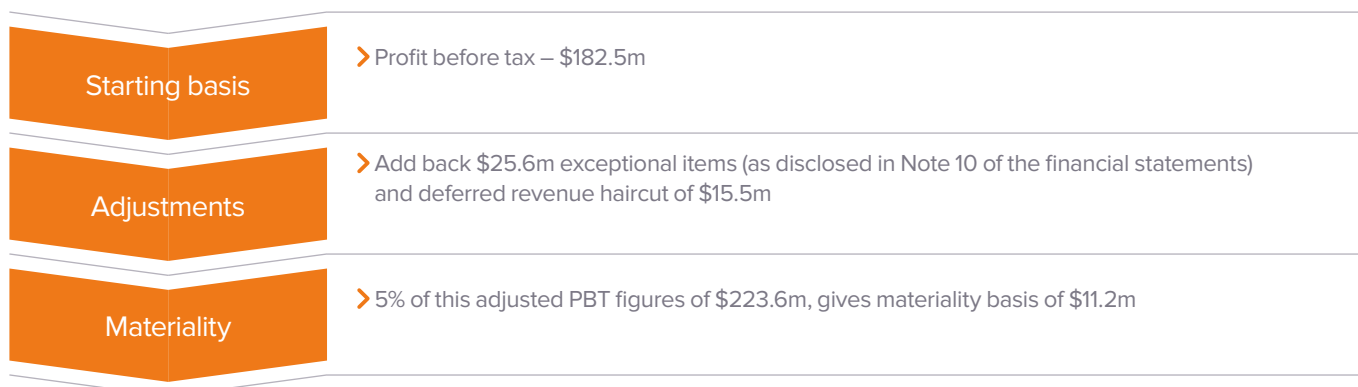 Starting basis
Profit before tax – $182.5m
Adjustments
Add back $25.6m exceptional items (as disclosed in Note 10 of the financial statements)
and deferred revenue haircut of $15.5m
Materiality
5% of this adjusted PBT figures of $223.6m, gives materiality basis of $11.2m